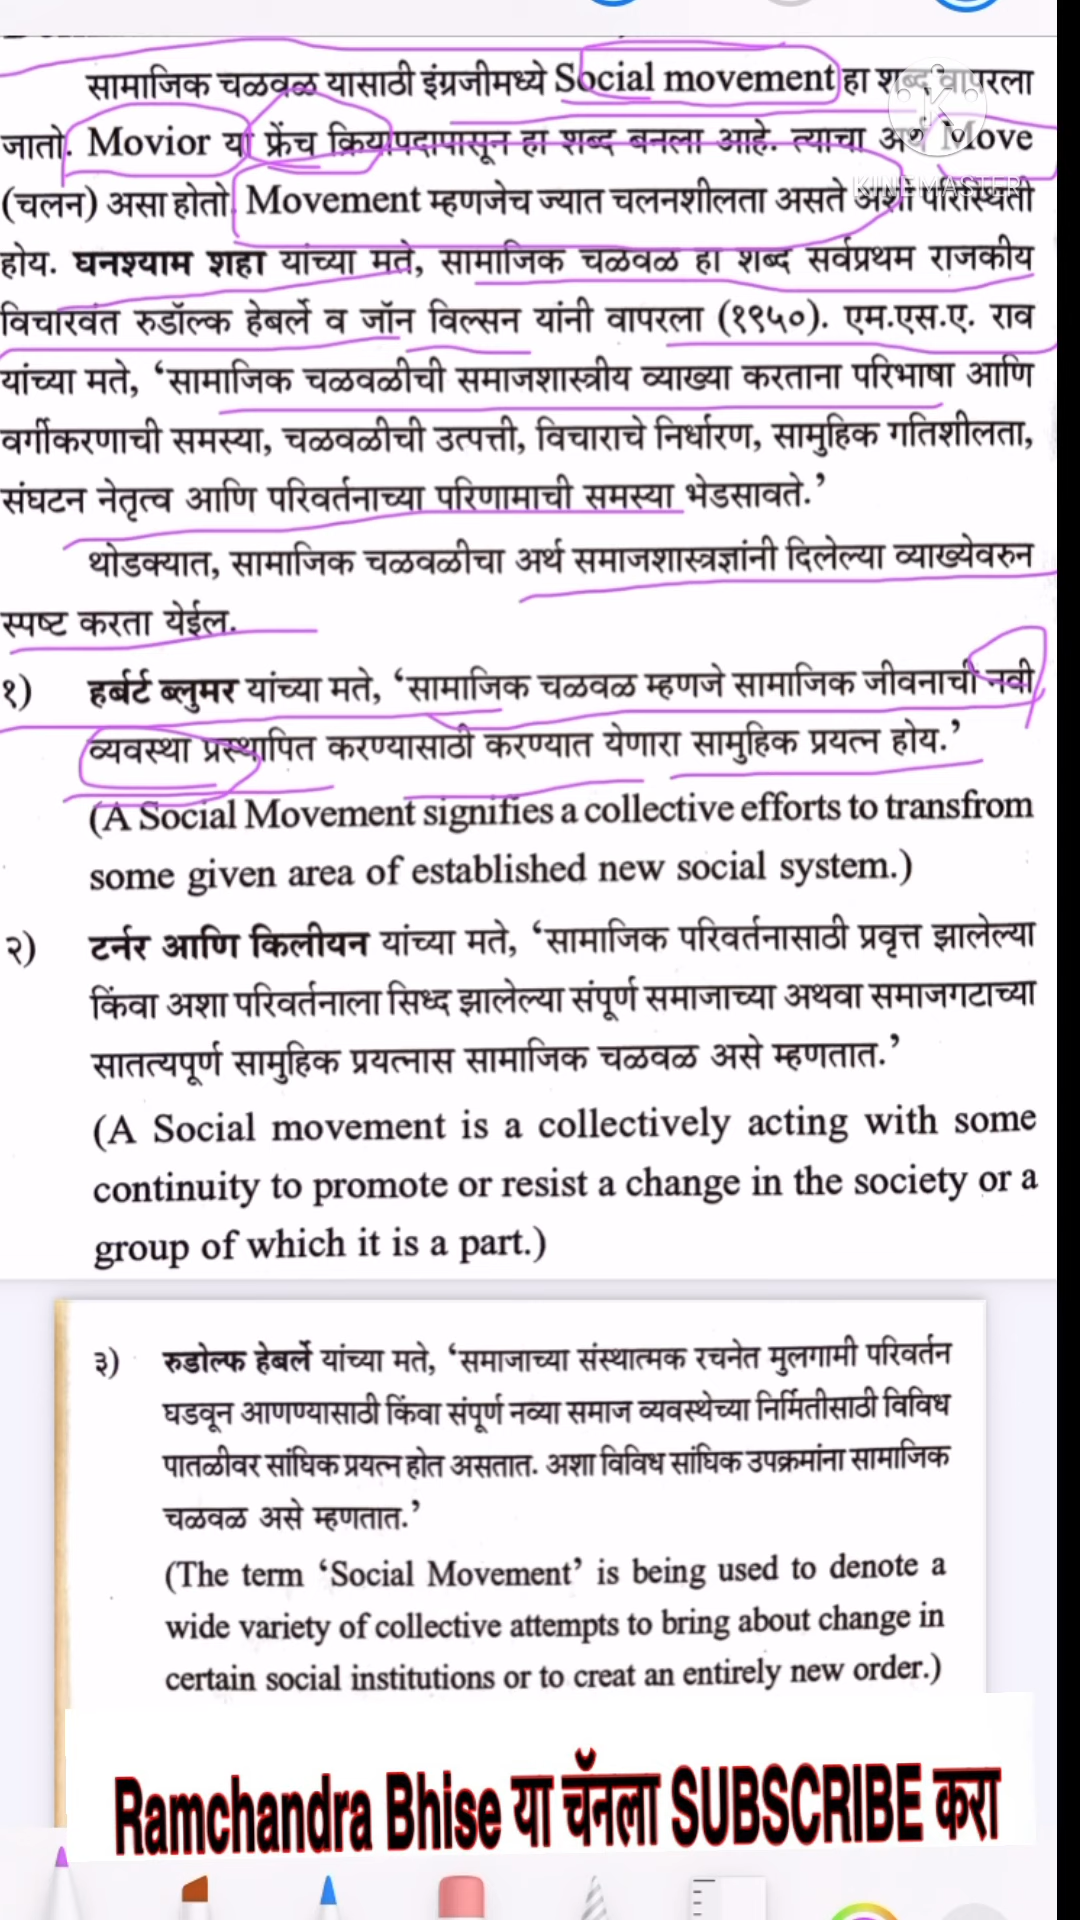 सामाजिक चळवळ यासाठी इंग्रजीमध्ये Social movement हा शब्द वापरला
जातो. Movior या फ्रेंच क्रियापदापासून हा शब्द बनला आहे. त्याचा अर्थ Move
(चलन) असा होतो. Movement म्हणजेच ज्यात चलनशीलता असते अशी परिस्थिती
होय. घनश्याम शहा यांच्या मते, सामाजिक चळवळ हा शब्द सर्वप्रथम राजकीय
विचारवंत रुडॉल्क हेबर्ले व जॉन विल्सन यांनी वापरला (१९५०). एम.एस.ए. राव
यांच्या मते, ‘सामाजिक चळवळीची समाजशास्त्रीय व्याख्या करताना परिभाषा आणि
वर्गीकरणाची समस्या, चळवळीची उत्पत्ती, विचाराचे निर्धारण, सामुहिक गतिशीलता,
संघटन नेतृत्व आणि परिवर्तनाच्या परिणामाची समस्या भेडसावते.’
थोडक्यात, सामाजिक चळवळीचा अर्थ समाजशास्त्रज्ञांनी दिलेल्या व्याख्येवरुन
स्पष्ट करता येईल.
१) हर्बर्ट ब्लुमर यांच्या मते, ‘सामाजिक चळवळ म्हणजे सामाजिक जीवनाची नवी
व्यवस्था प्रस्थापित करण्यासाठी करण्यात येणारा सामुहिक प्रयत्न होय.’
(A Social Movement signifies a collective efforts to transfrom
some given area of established new social system.)
२) टर्नर आणि किलीयन यांच्या मते, ‘सामाजिक परिवर्तनासाठी प्रवृत्त झालेल्या
किंवा अशा परिवर्तनाला सिध्द झालेल्या संपूर्ण समाजाच्या अथवा समाजगटाच्या
सातत्यपूर्ण सामुहिक प्रयत्नास सामाजिक चळवळ असे म्हणतात.’
(A Social movement is a collectively acting with some
continuity to promote or resist a change in the society or a
group of which it is a part.)
३) रुडोल्फ हेबर्ले यांच्या मते, ‘समाजाच्या संस्थात्मक रचनेत मुलगामी परिवर्तन
घडवून आणण्यासाठी किंवा संपूर्ण नव्या समाज व्यवस्थेच्या निर्मितीसाठी विविध
पातळीवर सांघिक प्रयत्न होत असतात. अशा विविध सांघिक उपक्रमांना सामाजिक
चळवळ असे म्हणतात.’
(The term ‘Social Movement’ is being used to denote a
wide variety of collective attempts to bring about change in
certain social institutions or to creat an entirely new order.)
Ramchandra Bhise या चॅनला SUBSCRIBE करा
K
KINEMASTER